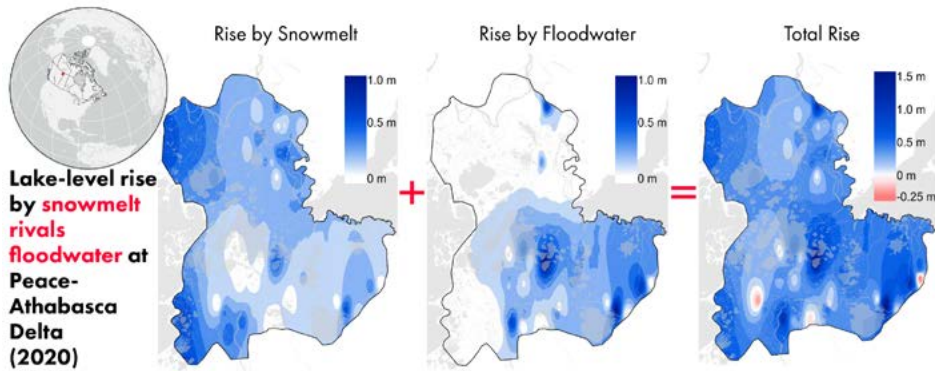 Rise by Snowmelt
Rise by Floodwater
Total Rise
1.0 m
0.5 m
0 m
1.0 m
0.5 m
0 m
1.5 m
1.0 m
0.5 m
0 m
-0.25 m
+
=
Lake-level rise
by snowmelt
rivals
floodwater at
Peace-
Athabasca
Delta
(2020)